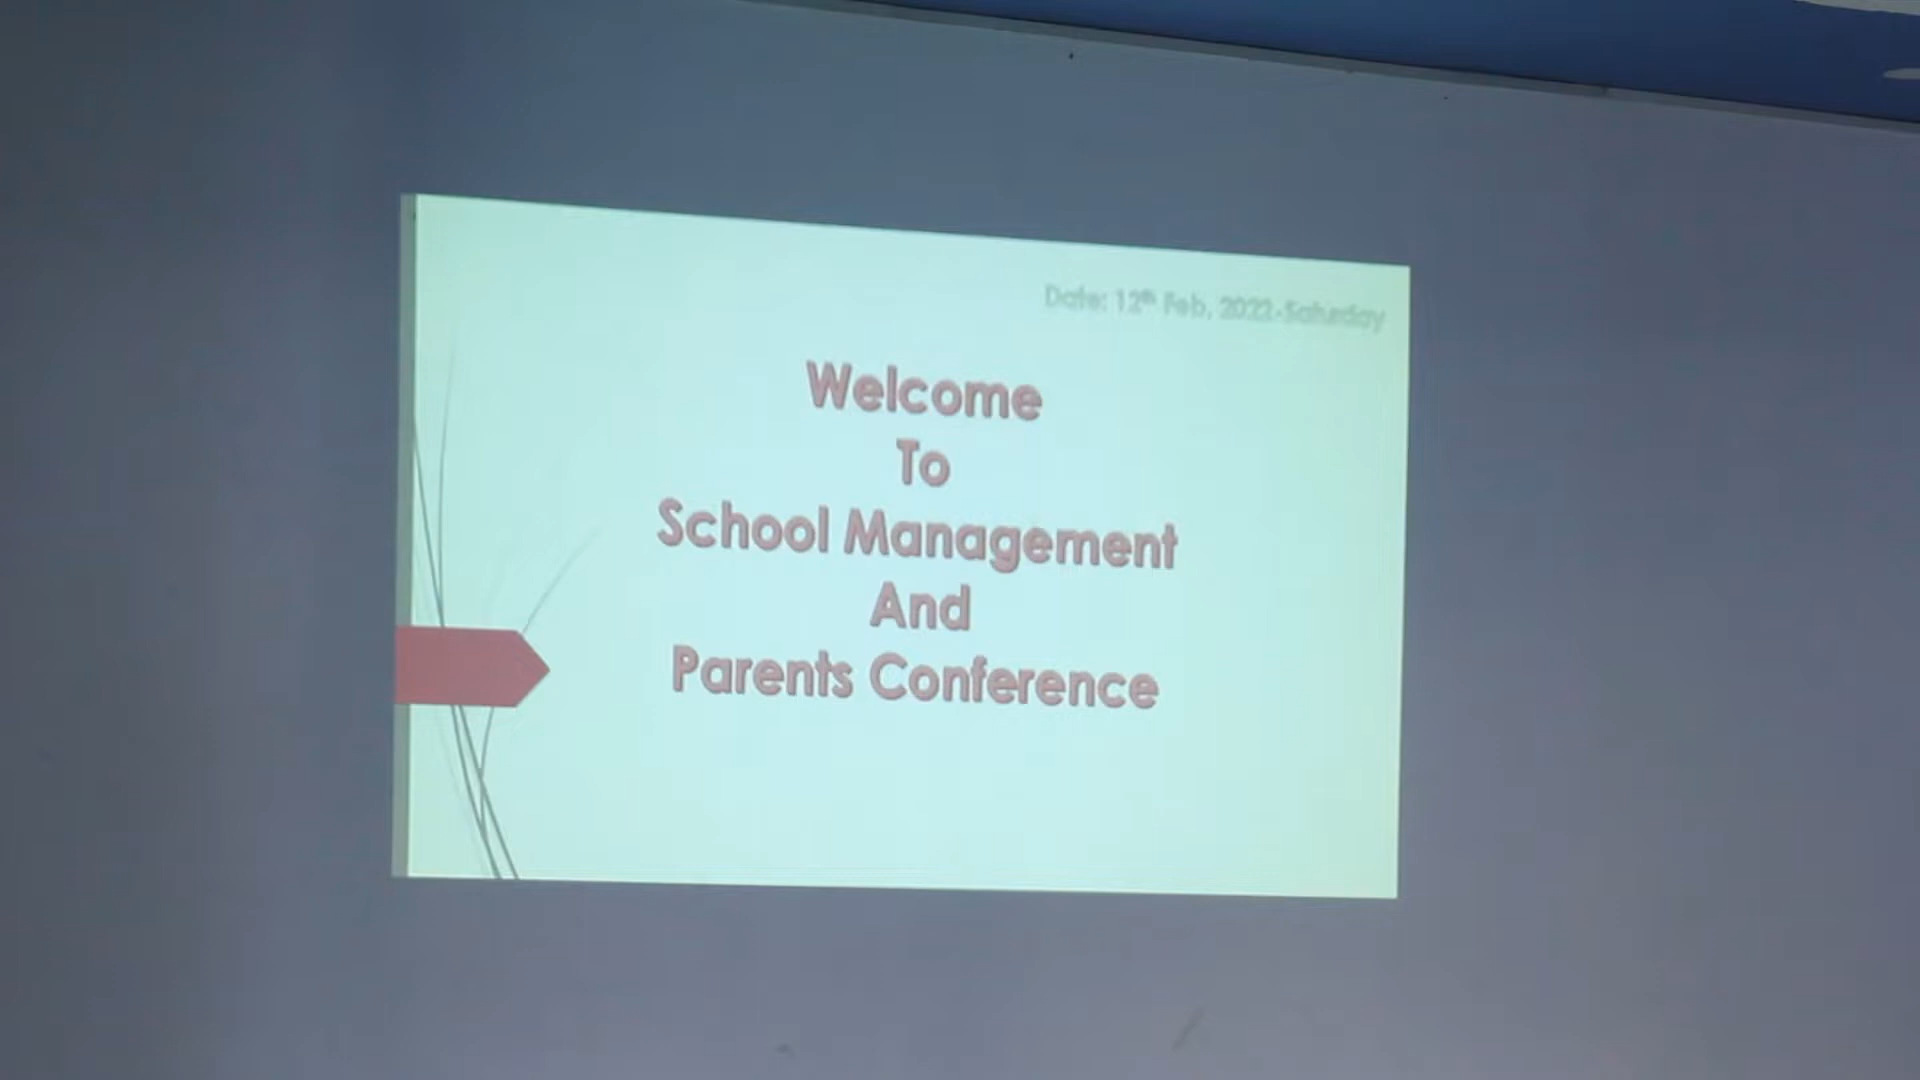 Date: 12th Feb, 2022-Saturday
Welcome
To
School Management
And
Parents Conference